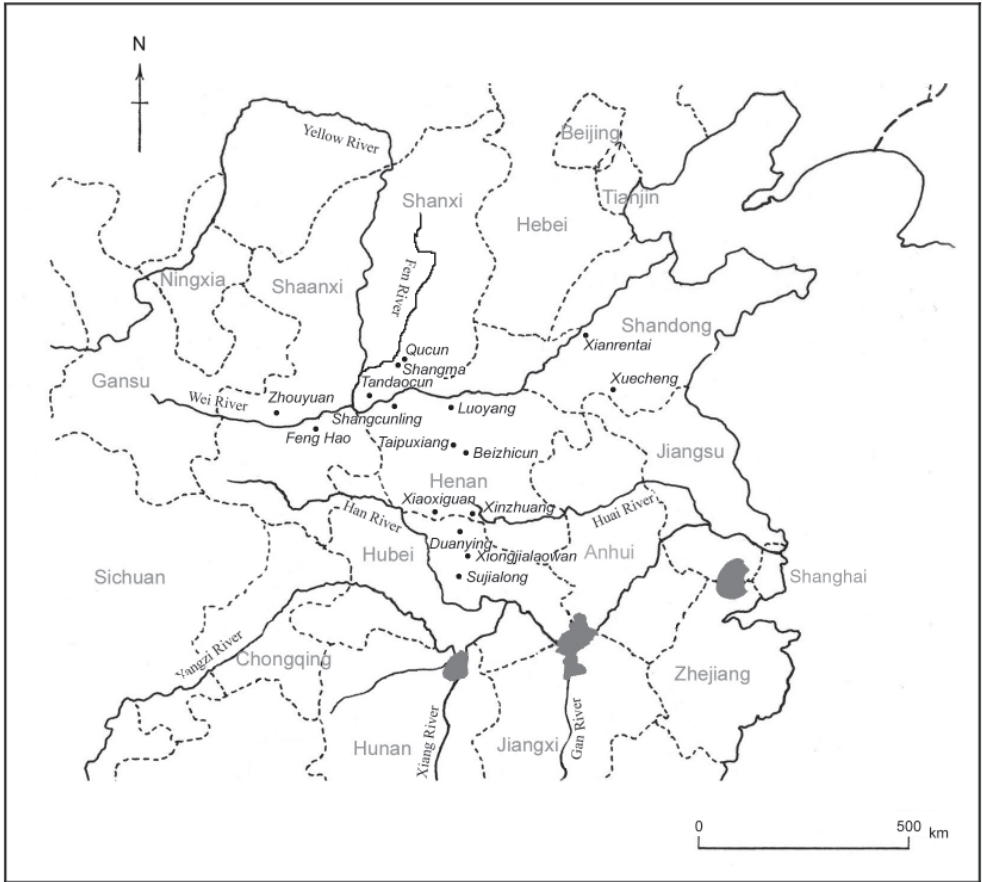 N
Yellow River
Beijing
Tianjin
Shanxi
Hebei
Ningxia
Shaanxi
Fen River
Shandong
Xianrentai
Qucun
Shangma
Gansu
Tandaocun
Xuecheng
Wei River
Zhouyuan
Shangcunling
Luoyang
Feng Hao
Taipuxiang
Beizhicun
Jiangsu
Henan
Xiaoxiguan
Xinzhuang
Han River
Huai River
Duanying
Hubei
Anhui
Xiongjialaowan
Sichuan
Sujialong
Shanghai
Yangzi River
Chongqing
Zhejiang
Hunan
Xiang River
Jiangxi
Gan River
0 500 km